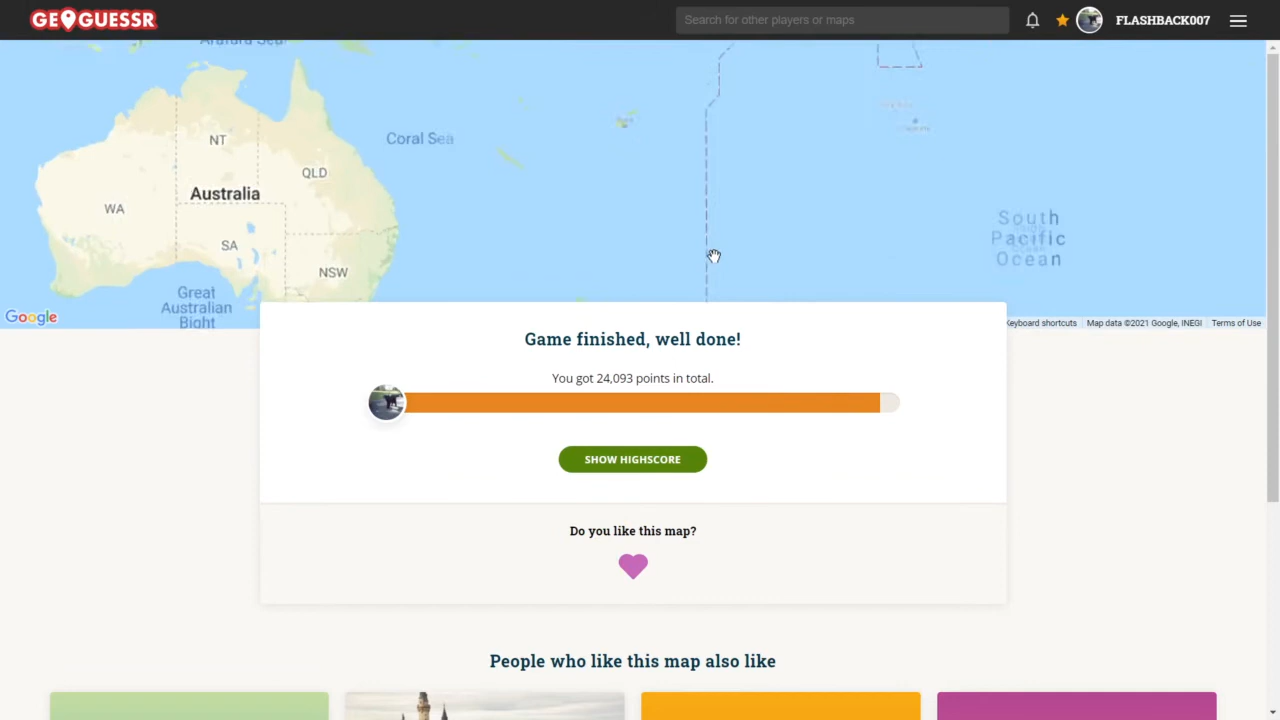 GEOGUESSR
Search for other players or maps
FLASHBACK007
Arafura Sea
NT
Coral Sea
QLD
Australia
WA
SA
NSW
South
Pacific
Ocean
Great
Australian
Bight
Google
Keyboard shortcuts
Map data ©2021 Google, INEGI
Terms of Use
Game finished, well done!
You got 24,093 points in total.
SHOW HIGHSCORE
Do you like this map?
People who like this map also like